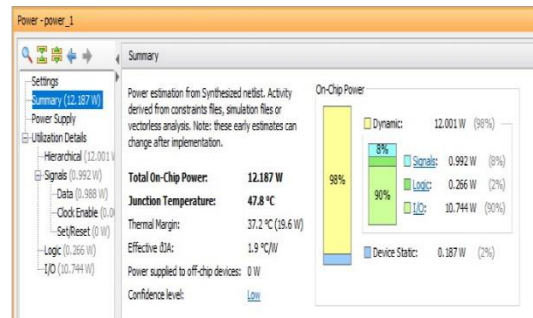 Power - power_1
Summary
Settings
Summary (12.187 W)
Power Supply
Utilization Details
Hierarchical (12.001 W
Signals (0.992 W)
Data (0.988 W)
Clock Enable (0.0
Set/Reset (0 W)
Logic (0.266 W)
I/O (10.744 W)
Power estimation from Synthesized netlist. Activity
derived from constraints files, simulation files or
vectorless analysis. Note: these early estimates can
change after implementation.
Total On-Chip Power: 12.187 W
Junction Temperature: 47.8 °C
Thermal Margin: 37.2 °C (19.6 W)
Effective ϑJA: 1.9 °C/W
Power supplied to off-chip devices: 0 W
Confidence level: Low
On-Chip Power
98%
Dynamic: 12.001 W (98%)
8%
90%
Signals: 0.992 W (8%)
Logic: 0.266 W (2%)
I/O: 10.744 W (90%)
Device Static: 0.187 W (2%)